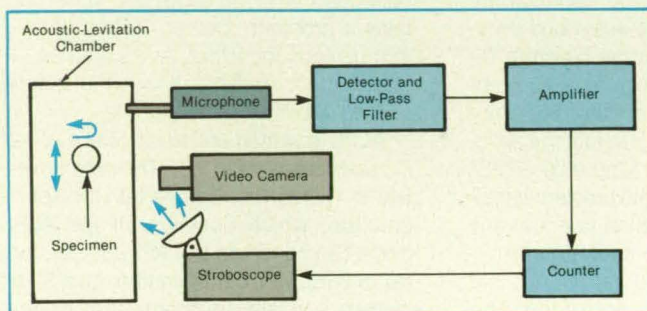 Acoustic-Levitation
Chamber
Microphone
Detector and
Low-Pass
Filter
Amplifier
Video Camera
Specimen
Stroboscope
Counter